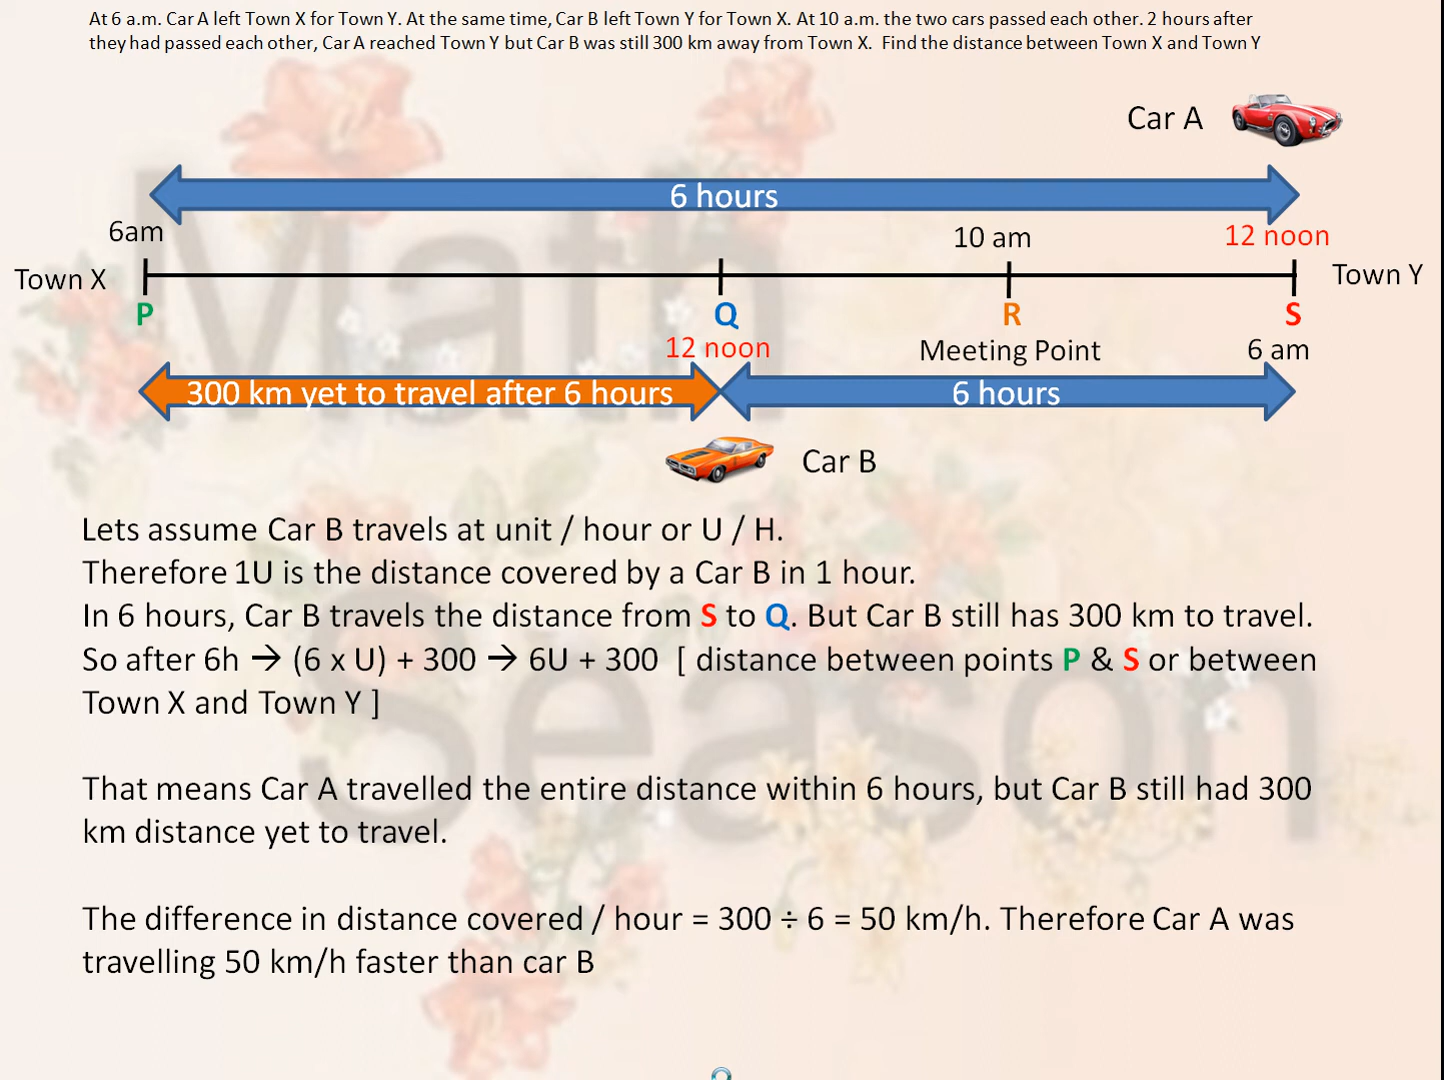 At 6 a.m. Car A left Town X for Town Y. At the same time, Car B left Town Y for Town X. At 10 a.m. the two cars passed each other. 2 hours after
they had passed each other, Car A reached Town Y but Car B was still 300 km away from Town X. Find the distance between Town X and Town Y
Car A
6 hours
6am
10 am
12 noon
Town X
Town Y
P
Q
R
S
12 noon
Meeting Point
6 am
300 km yet to travel after 6 hours
6 hours
Car B
Math
Season
Lets assume Car B travels at unit / hour or U / H.
Therefore 1U is the distance covered by a Car B in 1 hour.
In 6 hours, Car B travels the distance from S to Q. But Car B still has 300 km to travel.
So after 6h → (6 x U) + 300 → 6U + 300 [ distance between points P & S or between
Town X and Town Y ]
That means Car A travelled the entire distance within 6 hours, but Car B still had 300
km distance yet to travel.
The difference in distance covered / hour = 300 ÷ 6 = 50 km/h. Therefore Car A was
travelling 50 km/h faster than car B